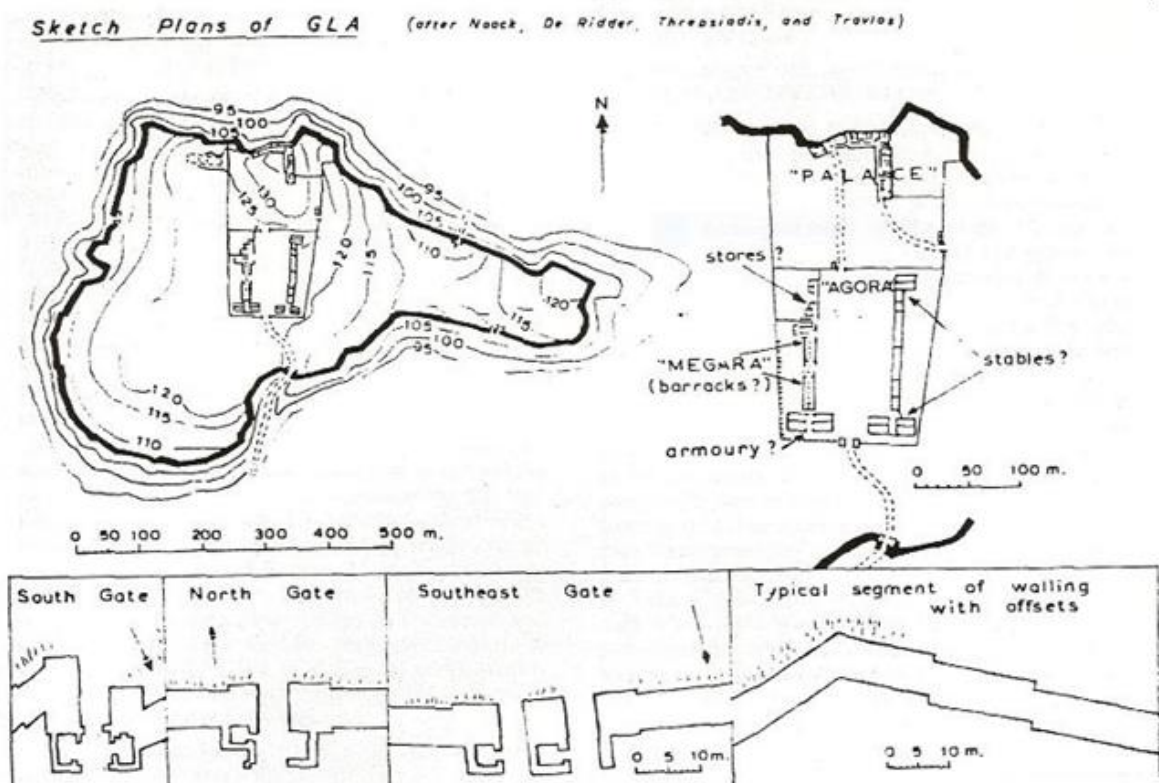 Sketch Plans of GLA (after Noack, De Ridder, Threpsiadis, and Travlos)
95
100
105
N
130
125
120
115
100
95
105
110
120
115
105
100
95
120
115
110
0 50 100 200 300 400 500 m.
"PALACE"
stores ?
"AGORA"
"MEGARA"
(barracks?)
stables ?
armoury ?
0 50 100 m.
South Gate
North Gate
Southeast Gate
0 5 10 m.
Typical segment of walling
with offsets
0 5 10 m.